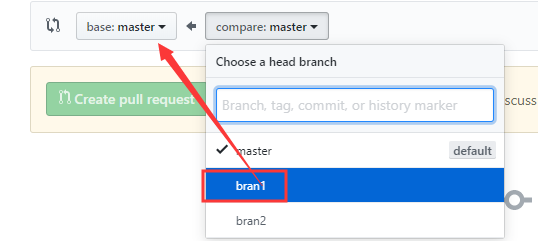 base: master
compare: master
Choose a head branch
Create pull request
scuss
Branch, tag, commit, or history marker
master
default
bran1
bran2